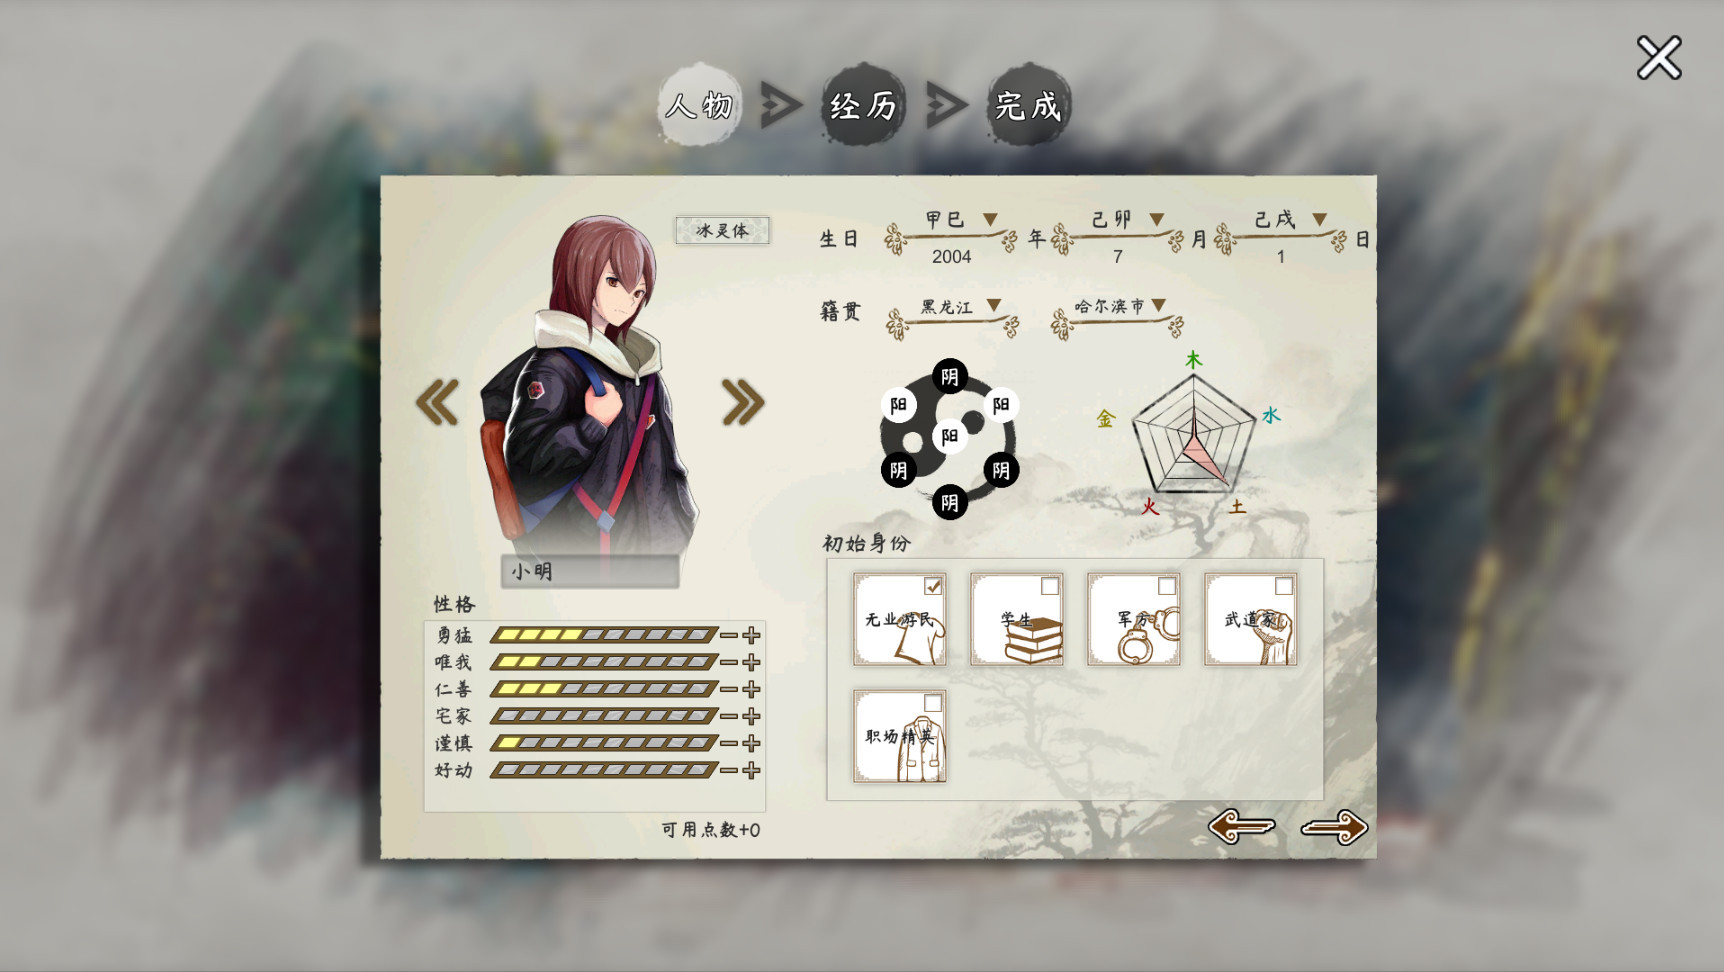 人物
经历
完成
冰灵体
生日 甲巳 年 己卯 月 己戌 日
2004 7 1
籍贯 黑龙江 哈尔滨市
阴
阳 阳
阳
阴 阴
阴
木
金 水
火 土
小明
性格
勇猛
唯我
仁善
宅家
谨慎
好动
可用点数+0
初始身份
无业游民 学生 军方 武道家
职场精英